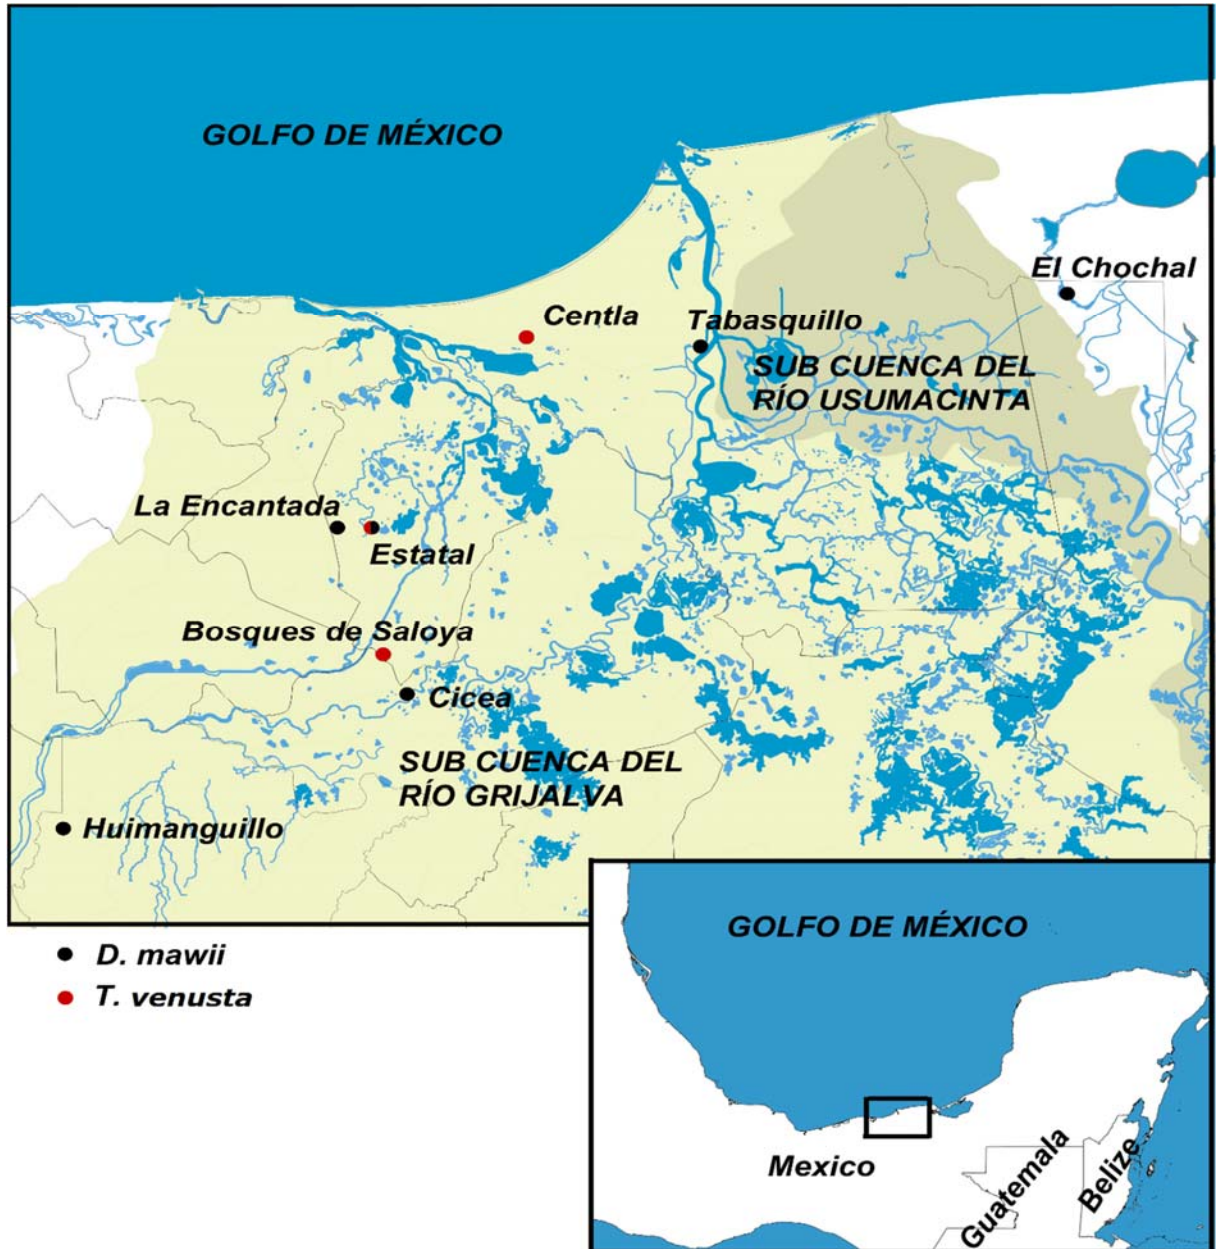 GOLFO DE MÉXICO
El Chochal
Centla
Tabasquillo
SUB CUENCA DEL
RÍO USUMACINTA
La Encantada
Estatal
Bosques de Saloya
Cicea
SUB CUENCA DEL
RÍO GRIJALVA
Huimanguillo
D. mawii
T. venusta
GOLFO DE MÉXICO
Mexico
Guatemala
Belize